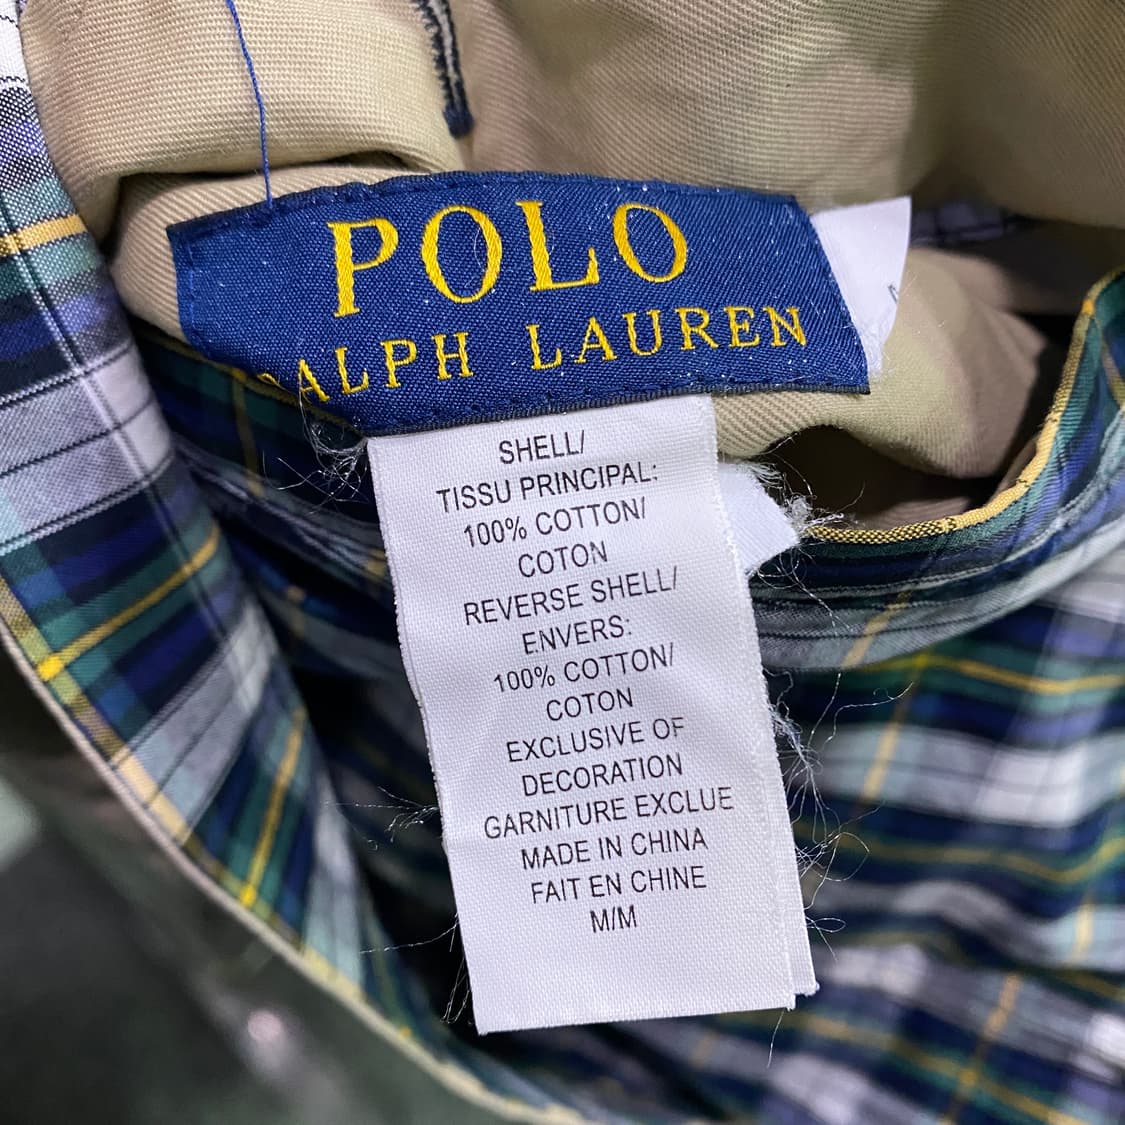 POLO
RALPH LAUREN
SHELL/
TISSU PRINCIPAL:
100% COTTON/
COTON
REVERSE SHELL/
ENVERS:
100% COTTON/
COTON
EXCLUSIVE OF
DECORATION
GARNITURE EXCLUE
MADE IN CHINA
FAIT EN CHINE
M/M